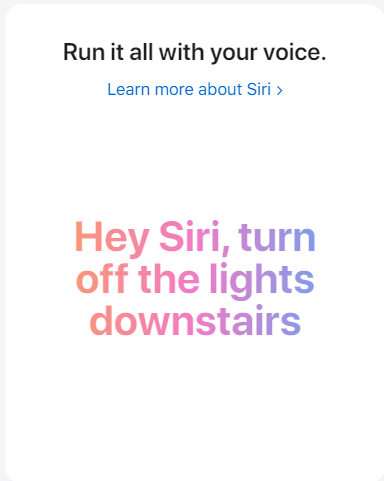 Run it all with your voice.
Learn more about Siri >
Hey Siri, turn
off the lights
downstairs